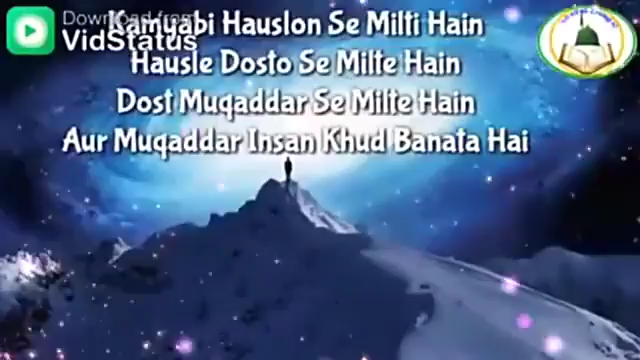 Download from
VidStatus
Kamyabi Hauslon Se Milti Hain
Hausle Dosto Se Milte Hain
Dost Muqaddar Se Milte Hain
Aur Muqaddar Insan Khud Banata Hai